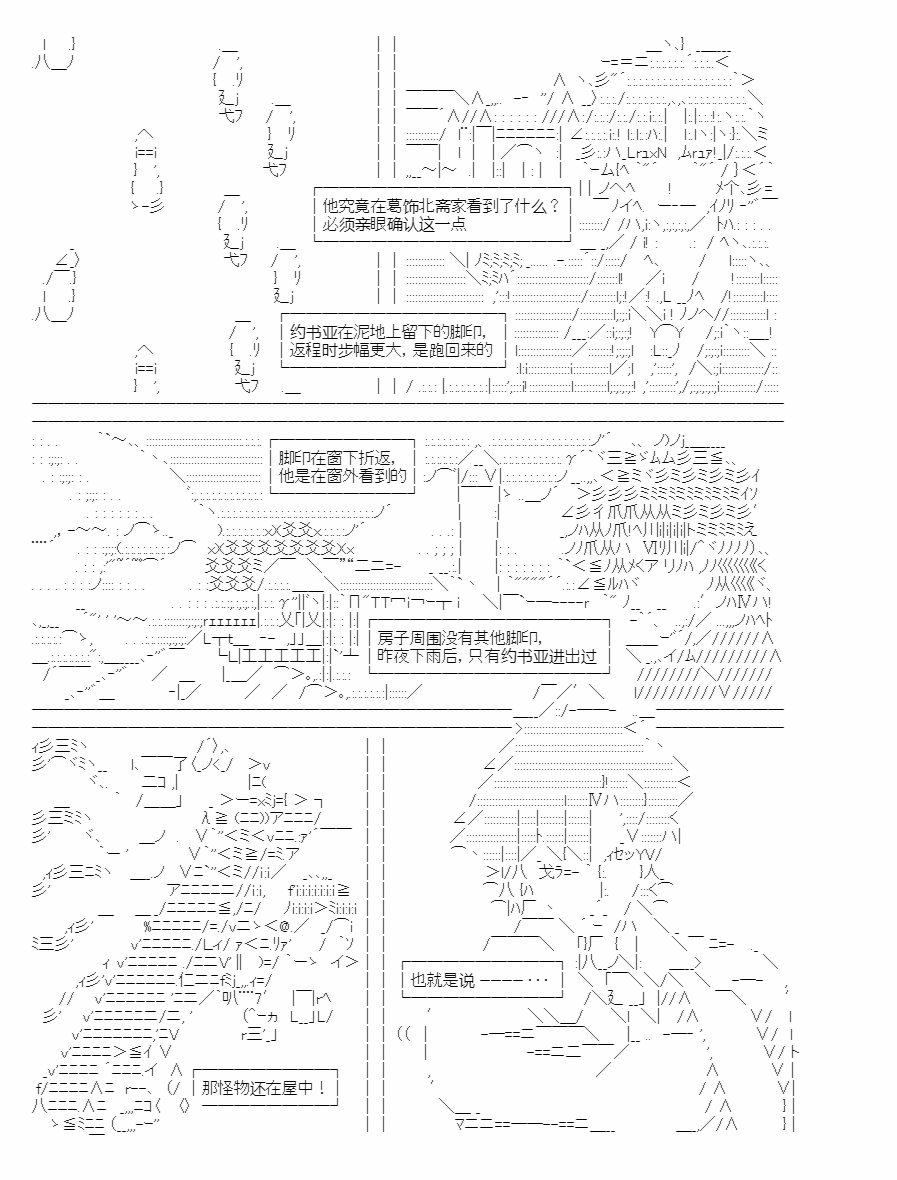 他究竟在葛饰北斋家看到了什么？
必须亲眼确认这一点
约书亚在泥地上留下的脚印，
返程时步幅更大，是跑回来的
脚印在窗下折返，
他是在窗外看到的
房子周围没有其他脚印，
昨夜下雨后，只有约书亚进出过
也就是说－－－－・・・
那怪物还在屋中！